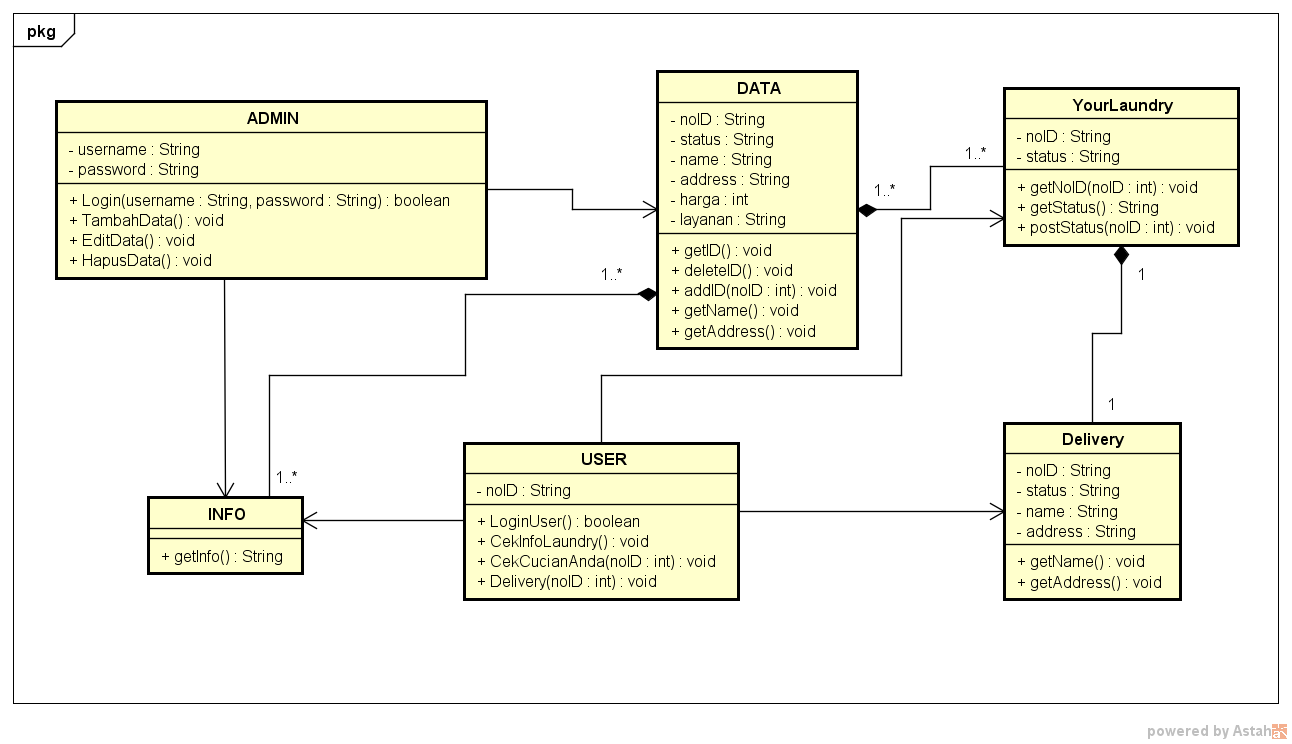 pkg
ADMIN
- username : String
- password : String
+ Login(username : String, password : String) : boolean
+ TambahData() : void
+ EditData() : void
+ HapusData() : void
DATA
- noID : String
- status : String
- name : String
- address : String
- harga : int
- layanan : String
+ getID() : void
+ deleteID() : void
+ addID(noID : int) : void
+ getName() : void
+ getAddress() : void
YourLaundry
- noID : String
- status : String
+ getNoID(noID : int) : void
+ getStatus() : String
+ postStatus(noID : int) : void
1..*
1..*
1..*
1
1..*
1
INFO
+ getInfo() : String
USER
- noID : String
+ LoginUser() : boolean
+ CekInfoLaundry() : void
+ CekCucianAnda(noID : int) : void
+ Delivery(noID : int) : void
Delivery
- noID : String
- status : String
- name : String
- address : String
+ getName() : void
+ getAddress() : void
powered by Astah